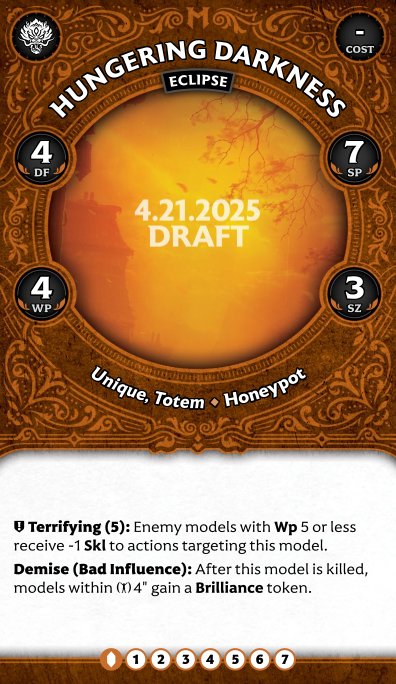 -
COST
HUNGERING DARKNESS
ECLIPSE
4
DF
7
SP
4.21.2025
DRAFT
4
WP
3
SZ
Unique, Totem ⬥ Honeypot
Terrifying (5): Enemy models with Wp 5 or less
receive -1 Skl to actions targeting this model.
Demise (Bad Influence): After this model is killed,
models within 4" gain a Brilliance token.
1 2 3 4 5 6 7